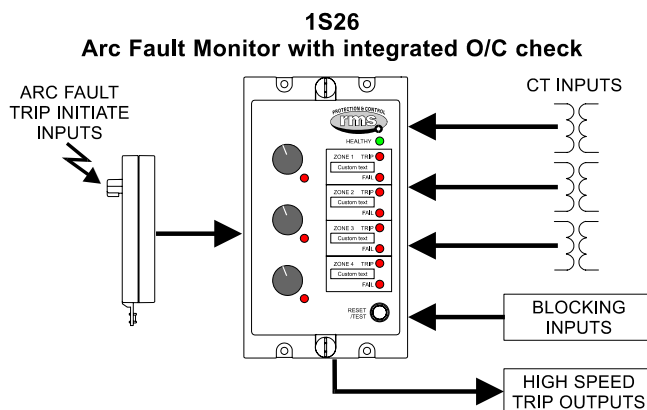 1S26
Arc Fault Monitor with integrated O/C check
ARC FAULT
TRIP INITIATE
INPUTS
CT INPUTS
PROTECTION & CONTROL
rms
HEALTHY
ZONE 1 TRIP
Custom text
FAIL
ZONE 2 TRIP
Custom text
FAIL
ZONE 3 TRIP
Custom text
FAIL
ZONE 4 TRIP
Custom text
FAIL
RESET
/TEST
BLOCKING
INPUTS
HIGH SPEED
TRIP OUTPUTS